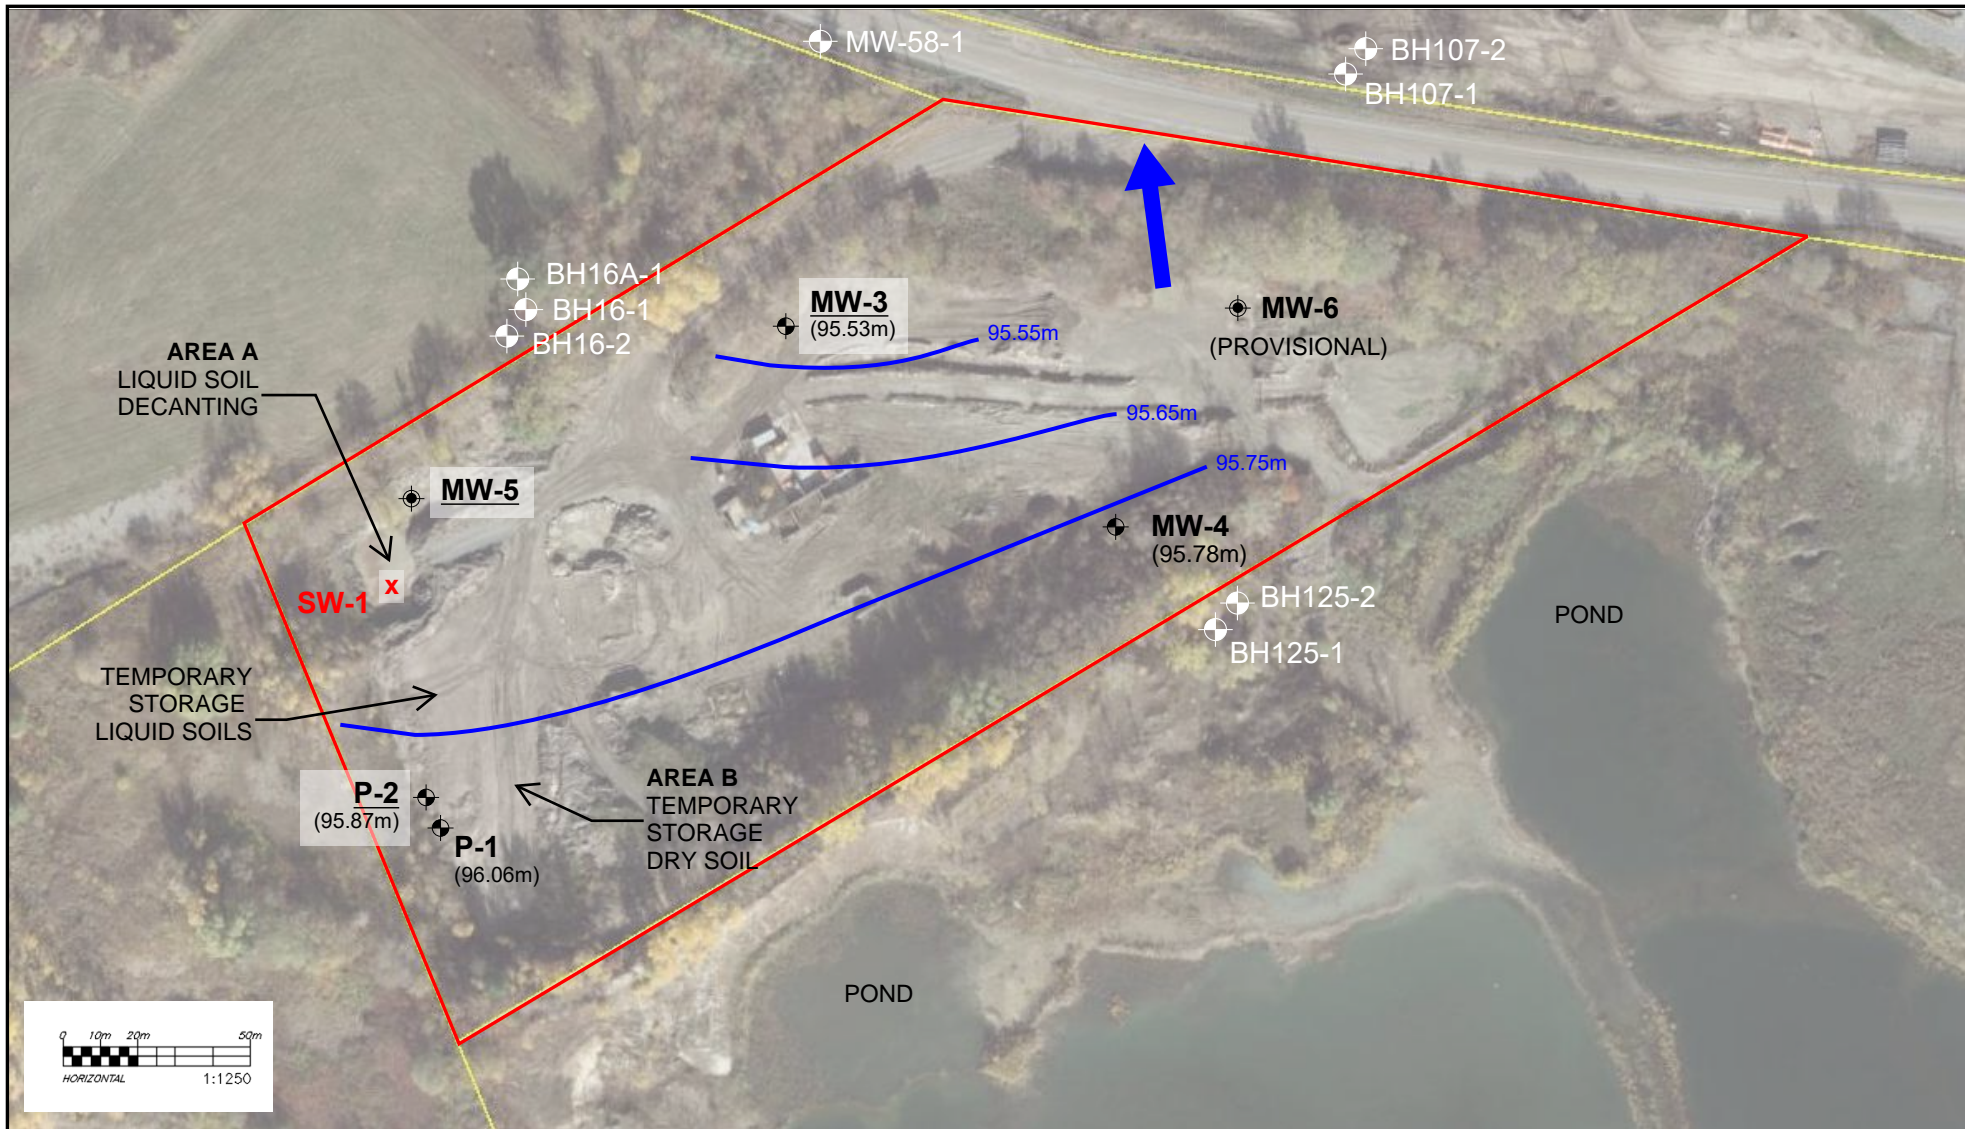 MW-58-1
BH107-2
BH107-1
BH16A-1
BH16-1
BH16-2
MW-3
(95.53m)
95.55m
MW-6
(PROVISIONAL)
AREA A
LIQUID SOIL
DECANTING
95.65m
95.75m
MW-5
MW-4
(95.78m)
x
SW-1
BH125-2
BH125-1
POND
TEMPORARY
STORAGE
LIQUID SOILS
P-2
(95.87m)
P-1
(96.06m)
AREA B
TEMPORARY
STORAGE
DRY SOIL
POND
0 10m 20m 50m
HORIZONTAL 1:1250